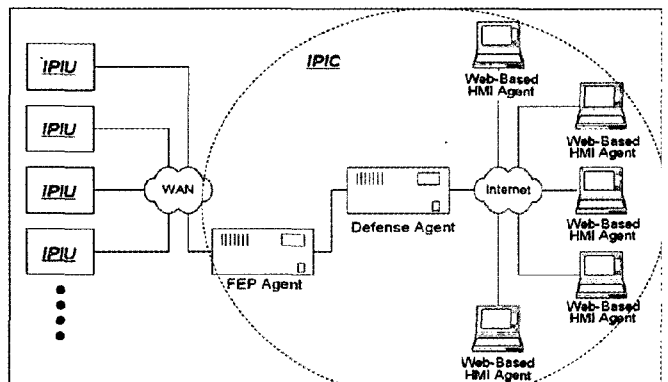 IPIU
IPIU
IPIU
IPIU
WAN
IPIC
FEP Agent
Defense Agent
Internet
Web-Based
HMI Agent
Web-Based
HMI Agent
Web-Based
HMI Agent
Web-Based
HMI Agent
Web-Based
HMI Agent